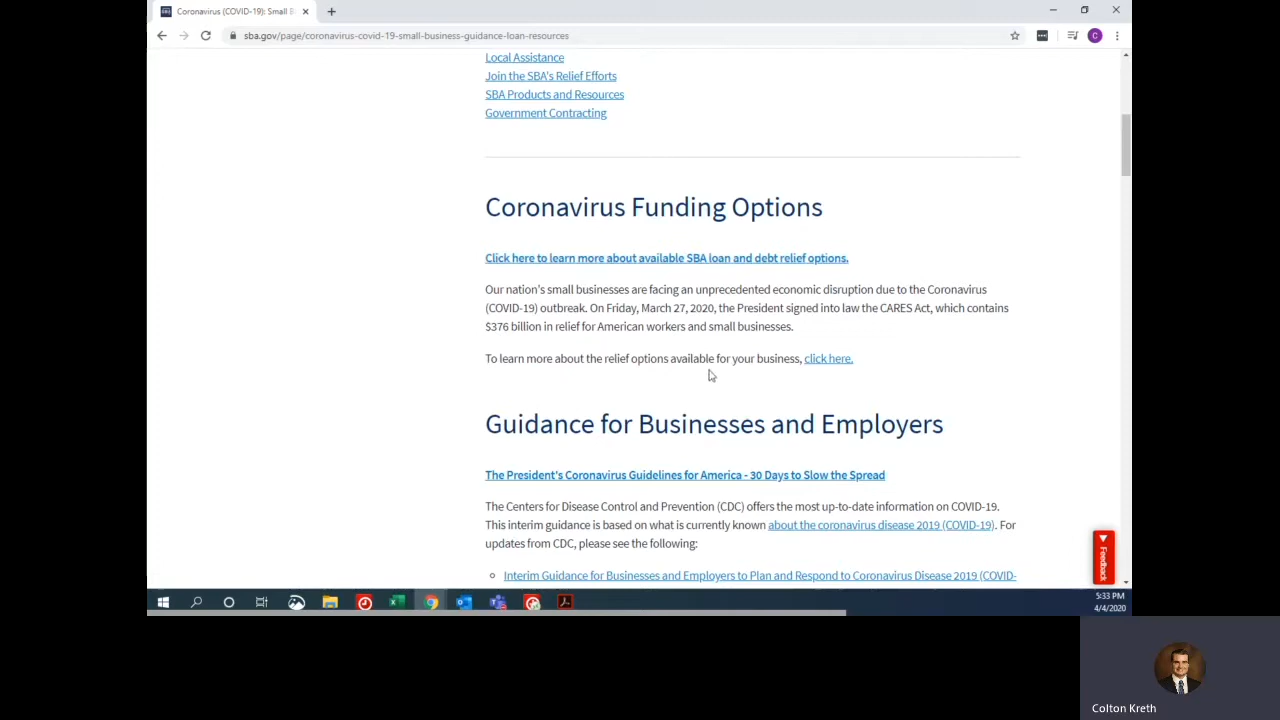 Coronavirus (COVID-19): Small B
sba.gov/page/coronavirus-covid-19-small-business-guidance-loan-resources
C
Local Assistance
Join the SBA's Relief Efforts
SBA Products and Resources
Government Contracting
Coronavirus Funding Options
Click here to learn more about available SBA loan and debt relief options.
Our nation's small businesses are facing an unprecedented economic disruption due to the Coronavirus
(COVID-19) outbreak. On Friday, March 27, 2020, the President signed into law the CARES Act, which contains
$376 billion in relief for American workers and small businesses.
To learn more about the relief options available for your business, click here.
Guidance for Businesses and Employers
The President's Coronavirus Guidelines for America - 30 Days to Slow the Spread
The Centers for Disease Control and Prevention (CDC) offers the most up-to-date information on COVID-19.
This interim guidance is based on what is currently known about the coronavirus disease 2019 (COVID-19). For
updates from CDC, please see the following:
Interim Guidance for Businesses and Employers to Plan and Respond to Coronavirus Disease 2019 (COVID-
Feedback
5:33 PM
4/4/2020
Colton Kreth